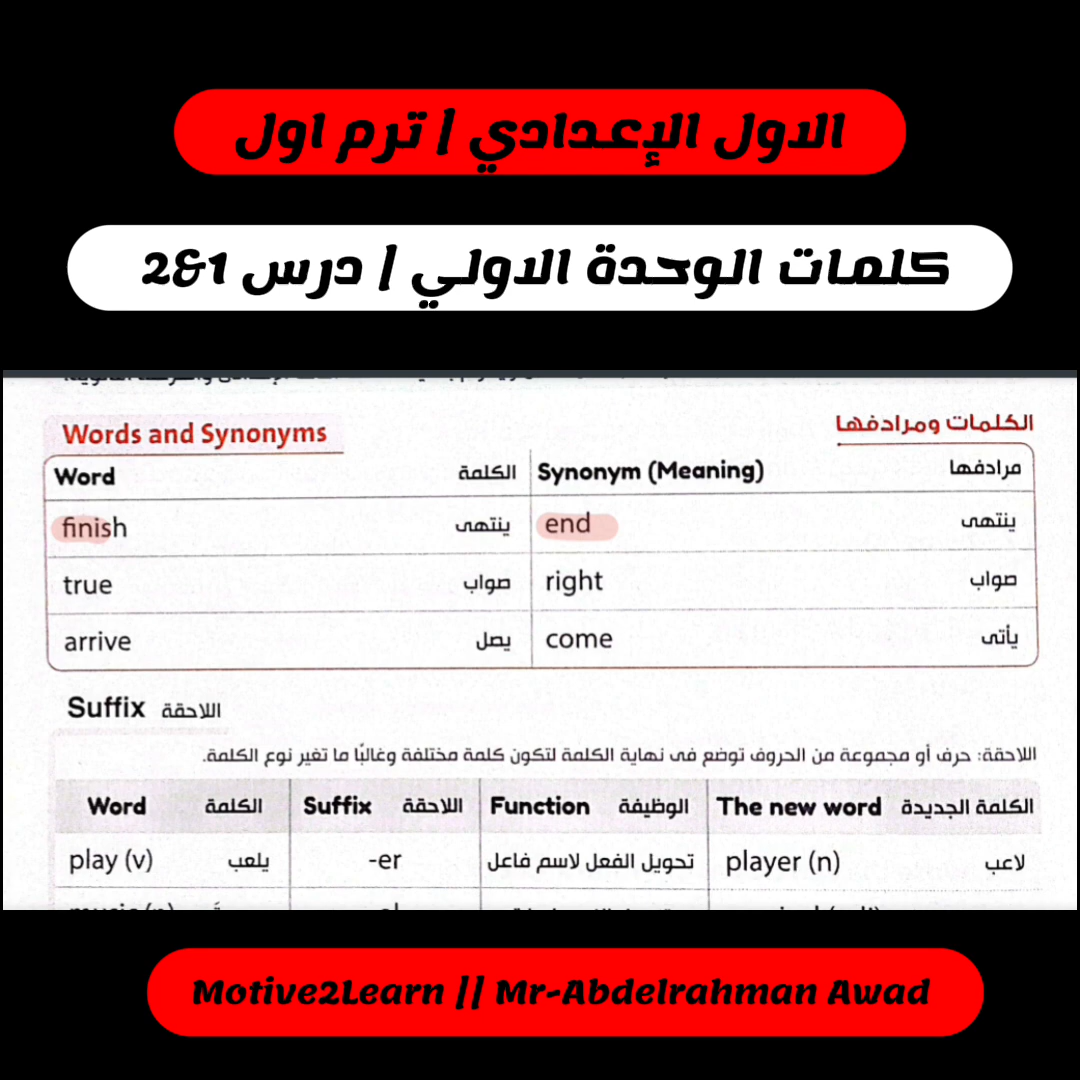 الاول الإعدادي / ترم اول
كلمات الوحدة الاولي / درس 1&2
Words and Synonyms الكلمات ومرادفها
Word الكلمة Synonym (Meaning) مرادفها
finish ينتهى end ينتهى
true صواب right صواب
arrive يصل come يأتى
Suffix اللاحقة
اللاحقة: حرف أو مجموعة من الحروف توضع فى نهاية الكلمة لتكون كلمة مختلفة وغالبًا ما تغير نوع الكلمة.
Word الكلمة Suffix اللاحقة Function الوظيفة The new word الكلمة الجديدة
play (v) يلعب -er تحويل الفعل لاسم فاعل player (n) لاعب
Motive2Learn || Mr-Abdelrahman Awad